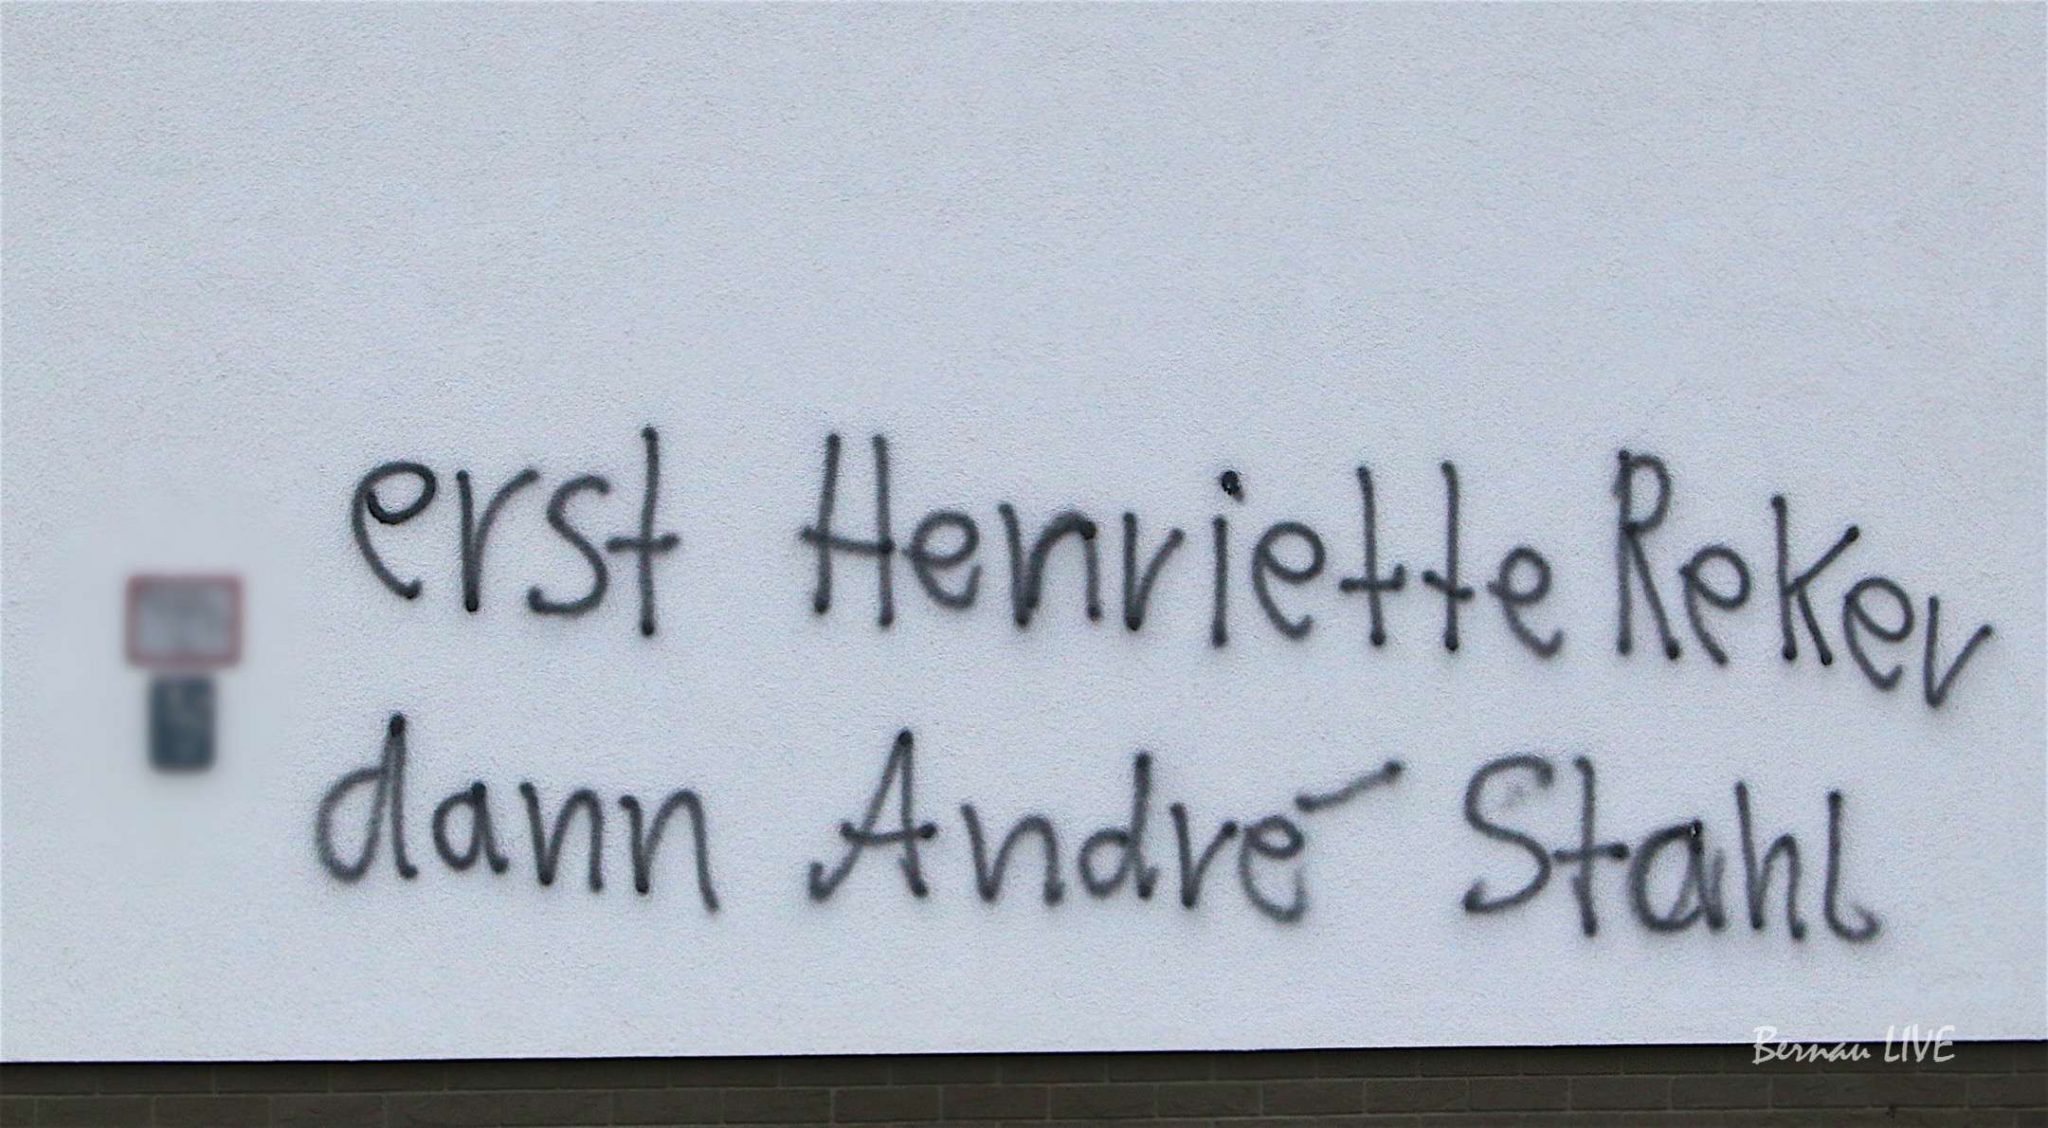 erst Henriette Reker
dann André Stahl
Bernau LIVE